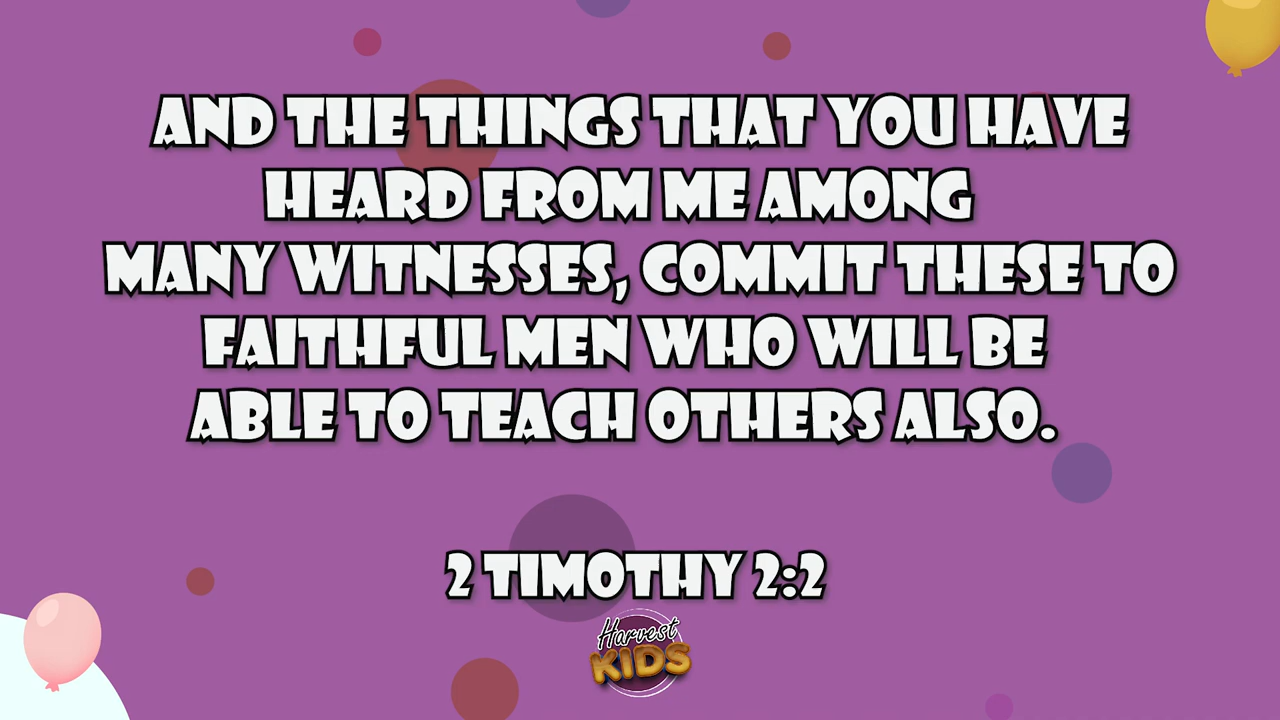 AND THE THINGS THAT YOU HAVE
HEARD FROM ME AMONG
MANY WITNESSES, COMMIT THESE TO
FAITHFUL MEN WHO WILL BE
ABLE TO TEACH OTHERS ALSO.
2 TIMOTHY 2:2
Harvest
KIDS